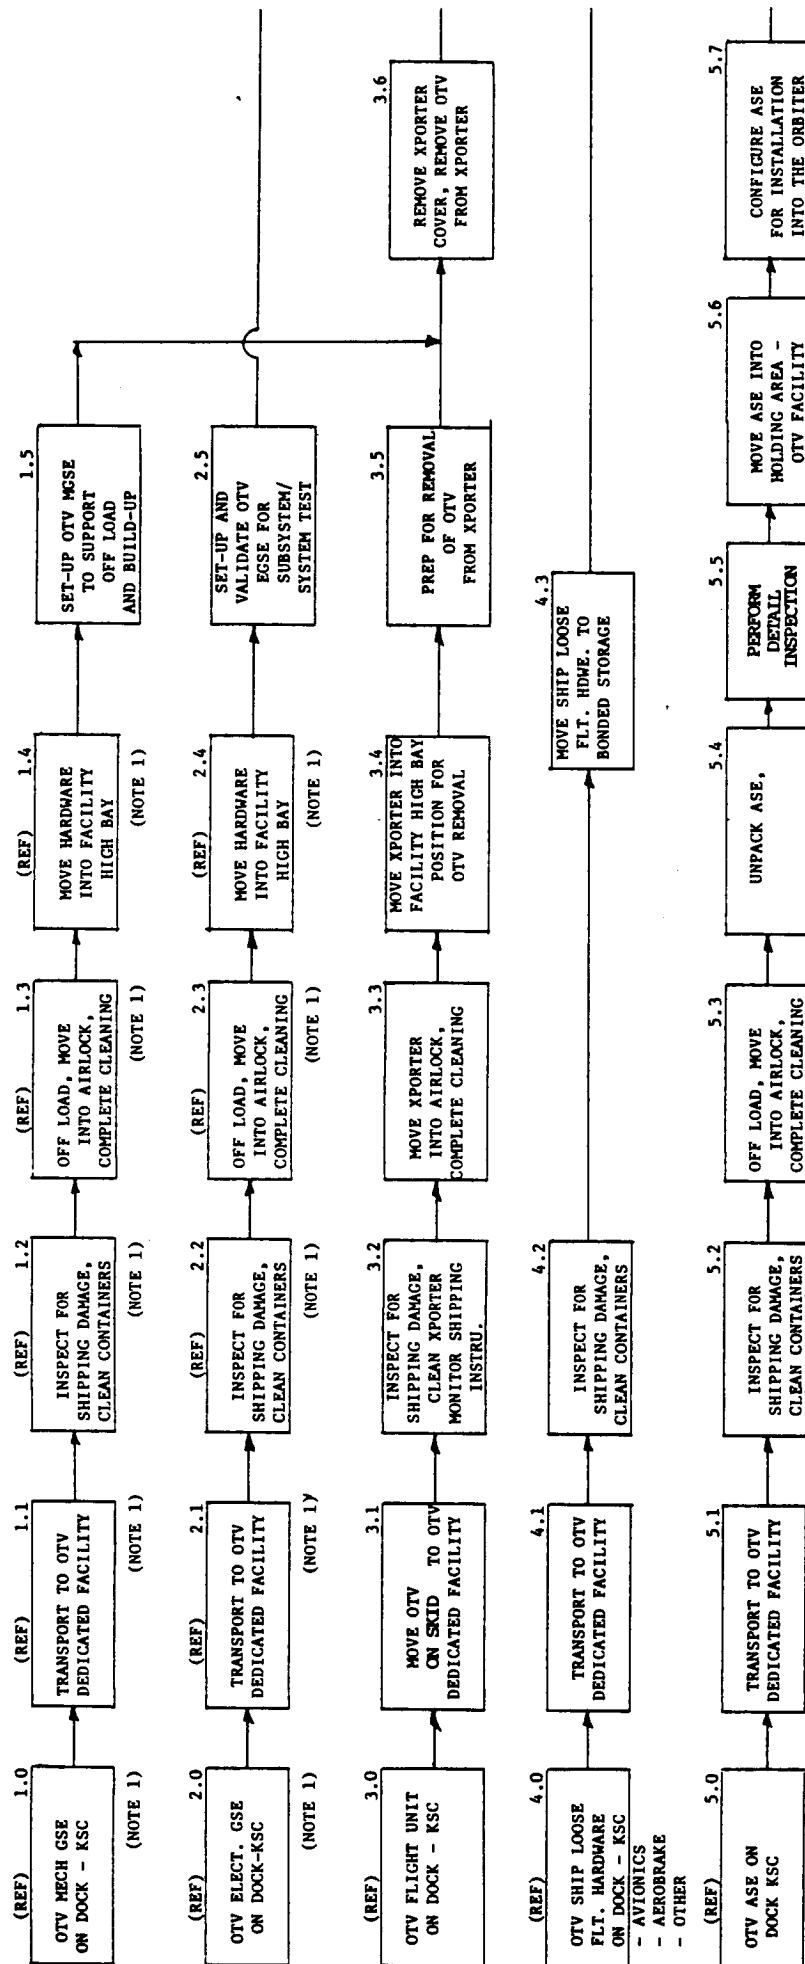 (REF) 1.0
OTV MECH GSE
ON DOCK - KSC
(NOTE 1)
(REF) 1.1
TRANSPORT TO OTV
DEDICATED FACILITY
(NOTE 1)
(REF) 1.2
INSPECT FOR
SHIPPING DAMAGE,
CLEAN CONTAINERS
(NOTE 1)
(REF) 1.3
OFF LOAD, MOVE
INTO AIRLOCK,
COMPLETE CLEANING
(NOTE 1)
(REF) 1.4
MOVE HARDWARE
INTO FACILITY
HIGH BAY
(NOTE 1)
1.5
SET-UP OTV MGSE
TO SUPPORT
OFF LOAD
AND BUILD-UP
(REF) 2.0
OTV ELECT. GSE
ON DOCK-KSC
(NOTE 1)
(REF) 2.1
TRANSPORT TO OTV
DEDICATED FACILITY
(NOTE 1)
(REF) 2.2
INSPECT FOR
SHIPPING DAMAGE,
CLEAN CONTAINERS
(NOTE 1)
(REF) 2.3
OFF LOAD, MOVE
INTO AIRLOCK,
COMPLETE CLEANING
(NOTE 1)
(REF) 2.4
MOVE HARDWARE
INTO FACILITY
HIGH BAY
(NOTE 1)
2.5
SET-UP AND
VALIDATE OTV
EGSE FOR
SUBSYSTEM/
SYSTEM TEST
(REF) 3.0
OTV FLIGHT UNIT
ON DOCK - KSC
3.1
MOVE OTV
ON SKID TO OTV
DEDICATED FACILITY
3.2
INSPECT FOR
SHIPPING DAMAGE,
CLEAN XPORTER
MONITOR SHIPPING
INSTRU.
3.3
MOVE XPORTER
INTO AIRLOCK,
COMPLETE CLEANING
3.4
MOVE XPORTER INTO
FACILITY HIGH BAY
POSITION FOR
OTV REMOVAL
3.5
PREP FOR REMOVAL
OF OTV
FROM XPORTER
3.6
REMOVE XPORTER
COVER, REMOVE OTV
FROM XPORTER
(REF) 4.0
OTV SHIP LOOSE
FLT. HARDWARE
ON DOCK - KSC
- AVIONICS
- AEROBRAKE
- OTHER
4.1
TRANSPORT TO OTV
DEDICATED FACILITY
4.2
INSPECT FOR
SHIPPING DAMAGE,
CLEAN CONTAINERS
4.3
MOVE SHIP LOOSE
FLT. HDWE. TO
BONDED STORAGE
(REF) 5.0
OTV ASE ON
DOCK KSC
5.1
TRANSPORT TO OTV
DEDICATED FACILITY
5.2
INSPECT FOR
SHIPPING DAMAGE,
CLEAN CONTAINERS
5.3
OFF LOAD, MOVE
INTO AIRLOCK,
COMPLETE CLEANING
5.4
UNPACK ASE,
5.5
PERFORM
DETAIL
INSPECTION
5.6
MOVE ASE INTO
HOLDING AREA -
OTV FACILITY
5.7
CONFIGURE ASE
FOR INSTALLATION
INTO THE ORBITER